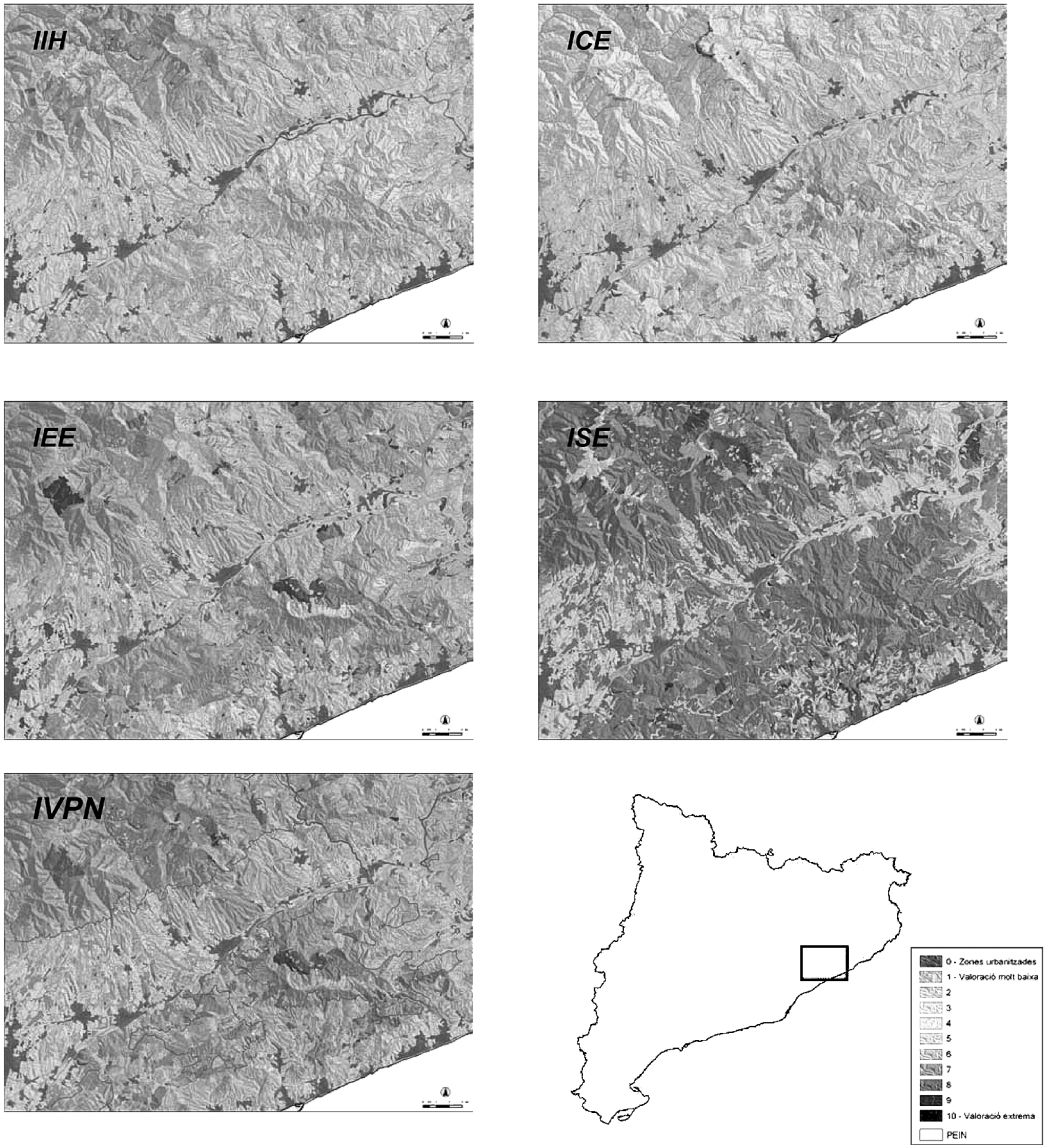 IIH
ICE
IEE
ISE
IVPN
0 - Zones urbanitzades
1 - Valoració molt baixa
2
3
4
5
6
7
8
9
10 - Valoració extrema
PEIN